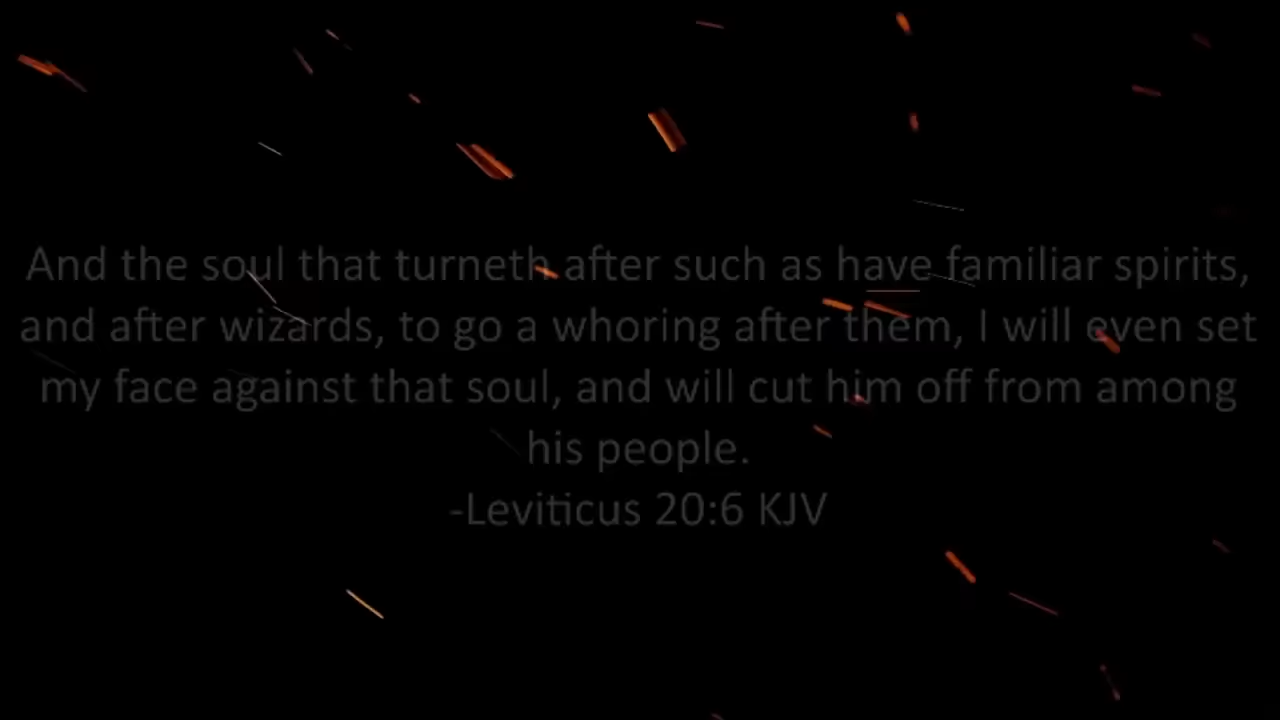 And the soul that turneth after such as have familiar spirits,
and after wizards, to go a whoring after them, I will even set
my face against that soul, and will cut him off from among
his people.
-Leviticus 20:6 KJV